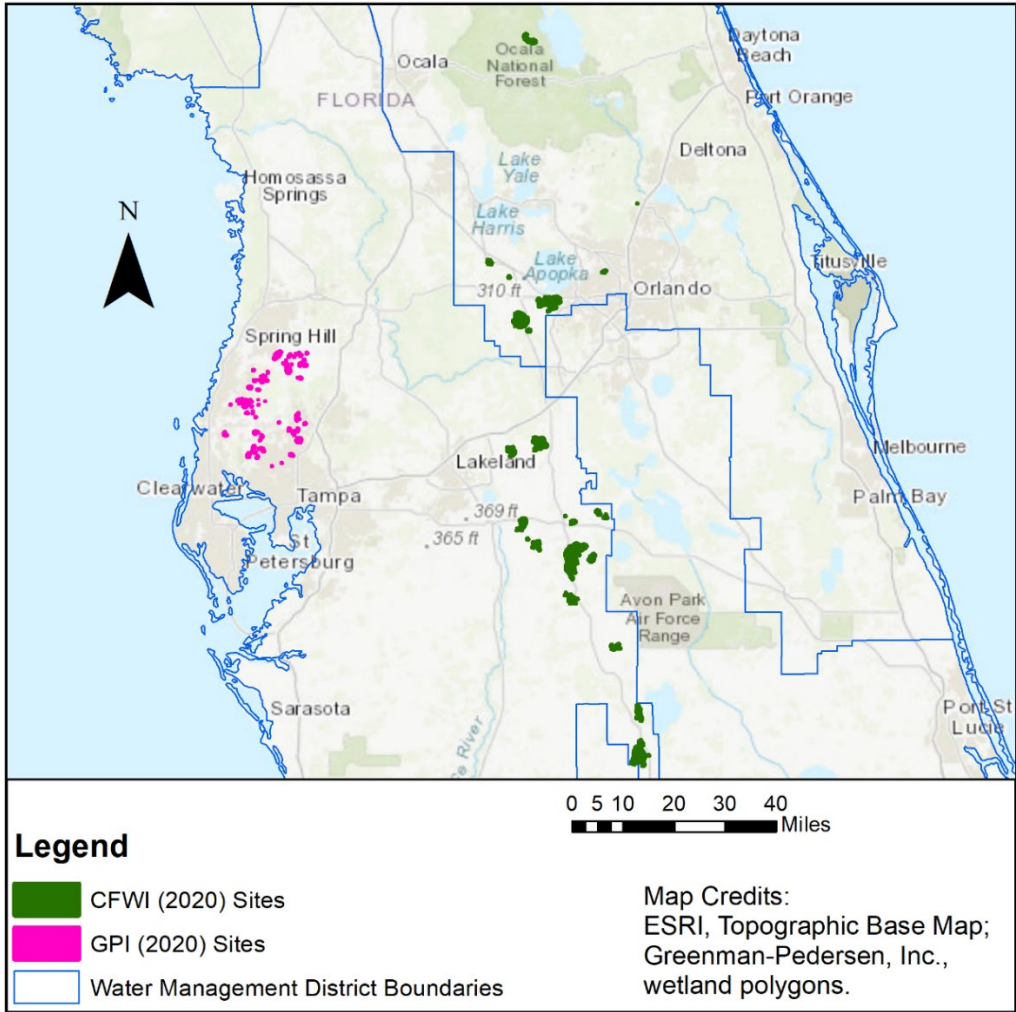 Daytona
Beach
Ocala
National
Forest
Ocala
FLORIDA
Port Orange
Deltona
Lake
Yale
Homosassa
Springs
Lake
Harris
N
Lake
Apopka
Titusville
310 ft
Orlando
Spring Hill
Melbourne
Lakeland
Clearwater
Tampa
Palm Bay
369 ft
365 ft
St
Petersburg
Avon Park
Air Force
Range
Sarasota
Port St
Lucie
River
0 5 10 20 30 40
Miles
Legend
CFWI (2020) Sites
GPI (2020) Sites
Water Management District Boundaries
Map Credits:
ESRI, Topographic Base Map;
Greenman-Pedersen, Inc.,
wetland polygons.